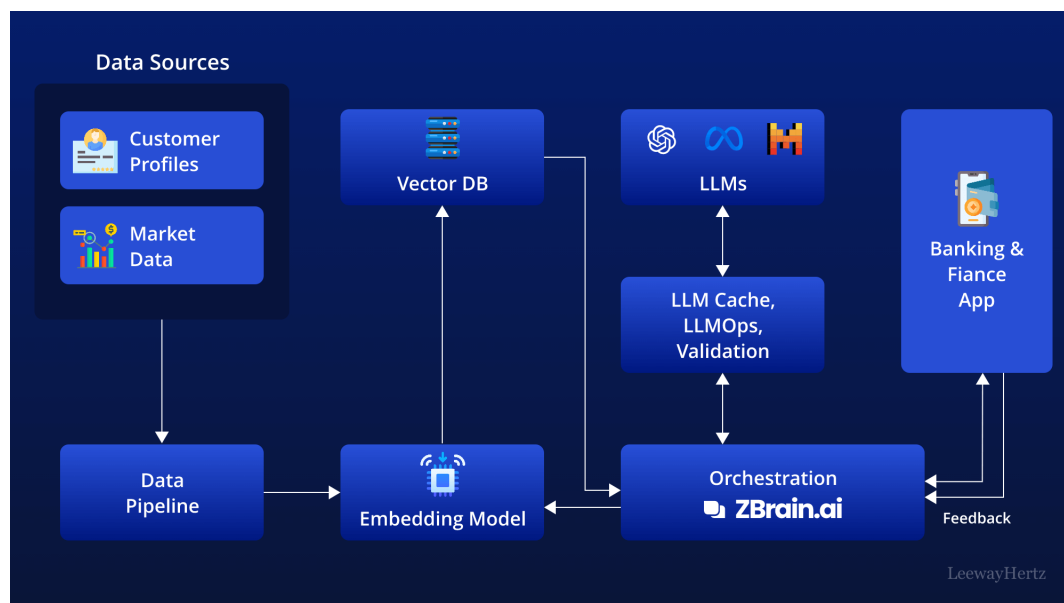 Data Sources
Customer
Profiles
Market
Data
Vector DB
LLMs
Banking &
Fiance
App
LLM Cache,
LLMOps,
Validation
Data
Pipeline
Embedding Model
Orchestration
ZBrain.ai
Feedback
LeewayHertz